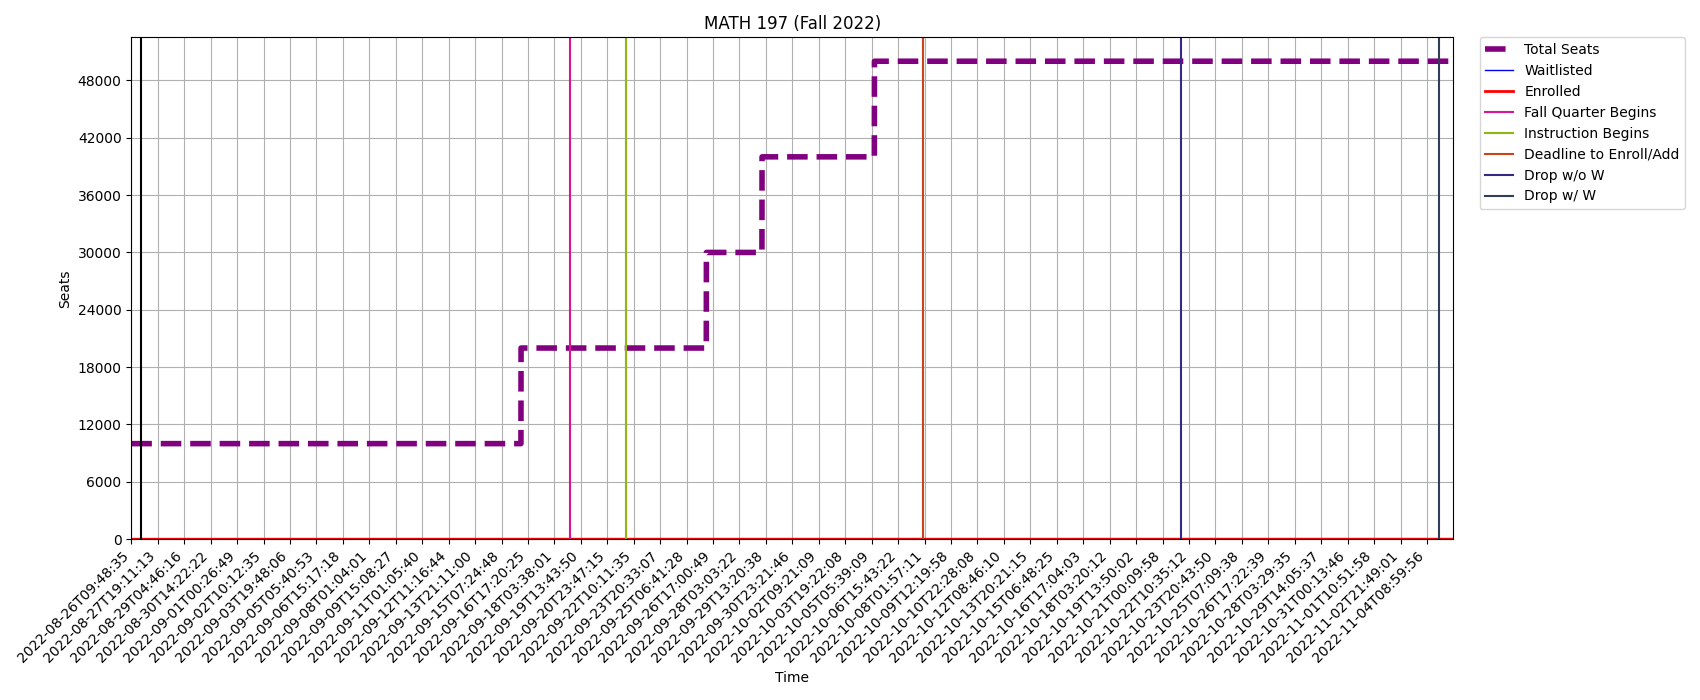 MATH 197 (Fall 2022)
Total Seats
Waitlisted
Enrolled
Fall Quarter Begins
Instruction Begins
Deadline to Enroll/Add
Drop w/o W
Drop w/ W
Seats
48000
42000
36000
30000
24000
18000
12000
6000
0
2022-08-26T09:48:35
2022-08-27T19:11:13
2022-08-29T04:46:16
2022-08-30T14:22:22
2022-09-01T00:26:49
2022-09-02T10:12:35
2022-09-03T19:48:06
2022-09-05T05:40:53
2022-09-06T15:17:18
2022-09-08T01:04:01
2022-09-09T15:08:27
2022-09-11T01:05:40
2022-09-12T11:16:44
2022-09-13T21:11:00
2022-09-15T07:24:48
2022-09-16T17:20:25
2022-09-18T03:38:01
2022-09-19T13:43:50
2022-09-20T23:47:15
2022-09-22T10:11:35
2022-09-23T20:33:07
2022-09-25T06:41:28
2022-09-26T17:00:49
2022-09-28T03:03:22
2022-09-29T13:20:38
2022-09-30T23:21:46
2022-10-02T09:21:09
2022-10-03T19:22:08
2022-10-05T05:39:09
2022-10-06T15:43:22
2022-10-08T01:57:11
2022-10-09T12:19:58
2022-10-10T22:28:08
2022-10-12T08:46:10
2022-10-13T20:21:15
2022-10-15T06:48:25
2022-10-16T17:04:03
2022-10-18T03:20:12
2022-10-19T13:50:02
2022-10-21T00:09:58
2022-10-22T10:35:12
2022-10-23T20:43:50
2022-10-25T07:09:38
2022-10-26T17:22:39
2022-10-28T03:29:35
2022-10-29T14:05:37
2022-10-31T00:13:46
2022-11-01T10:51:58
2022-11-02T21:49:01
2022-11-04T08:59:56
Time